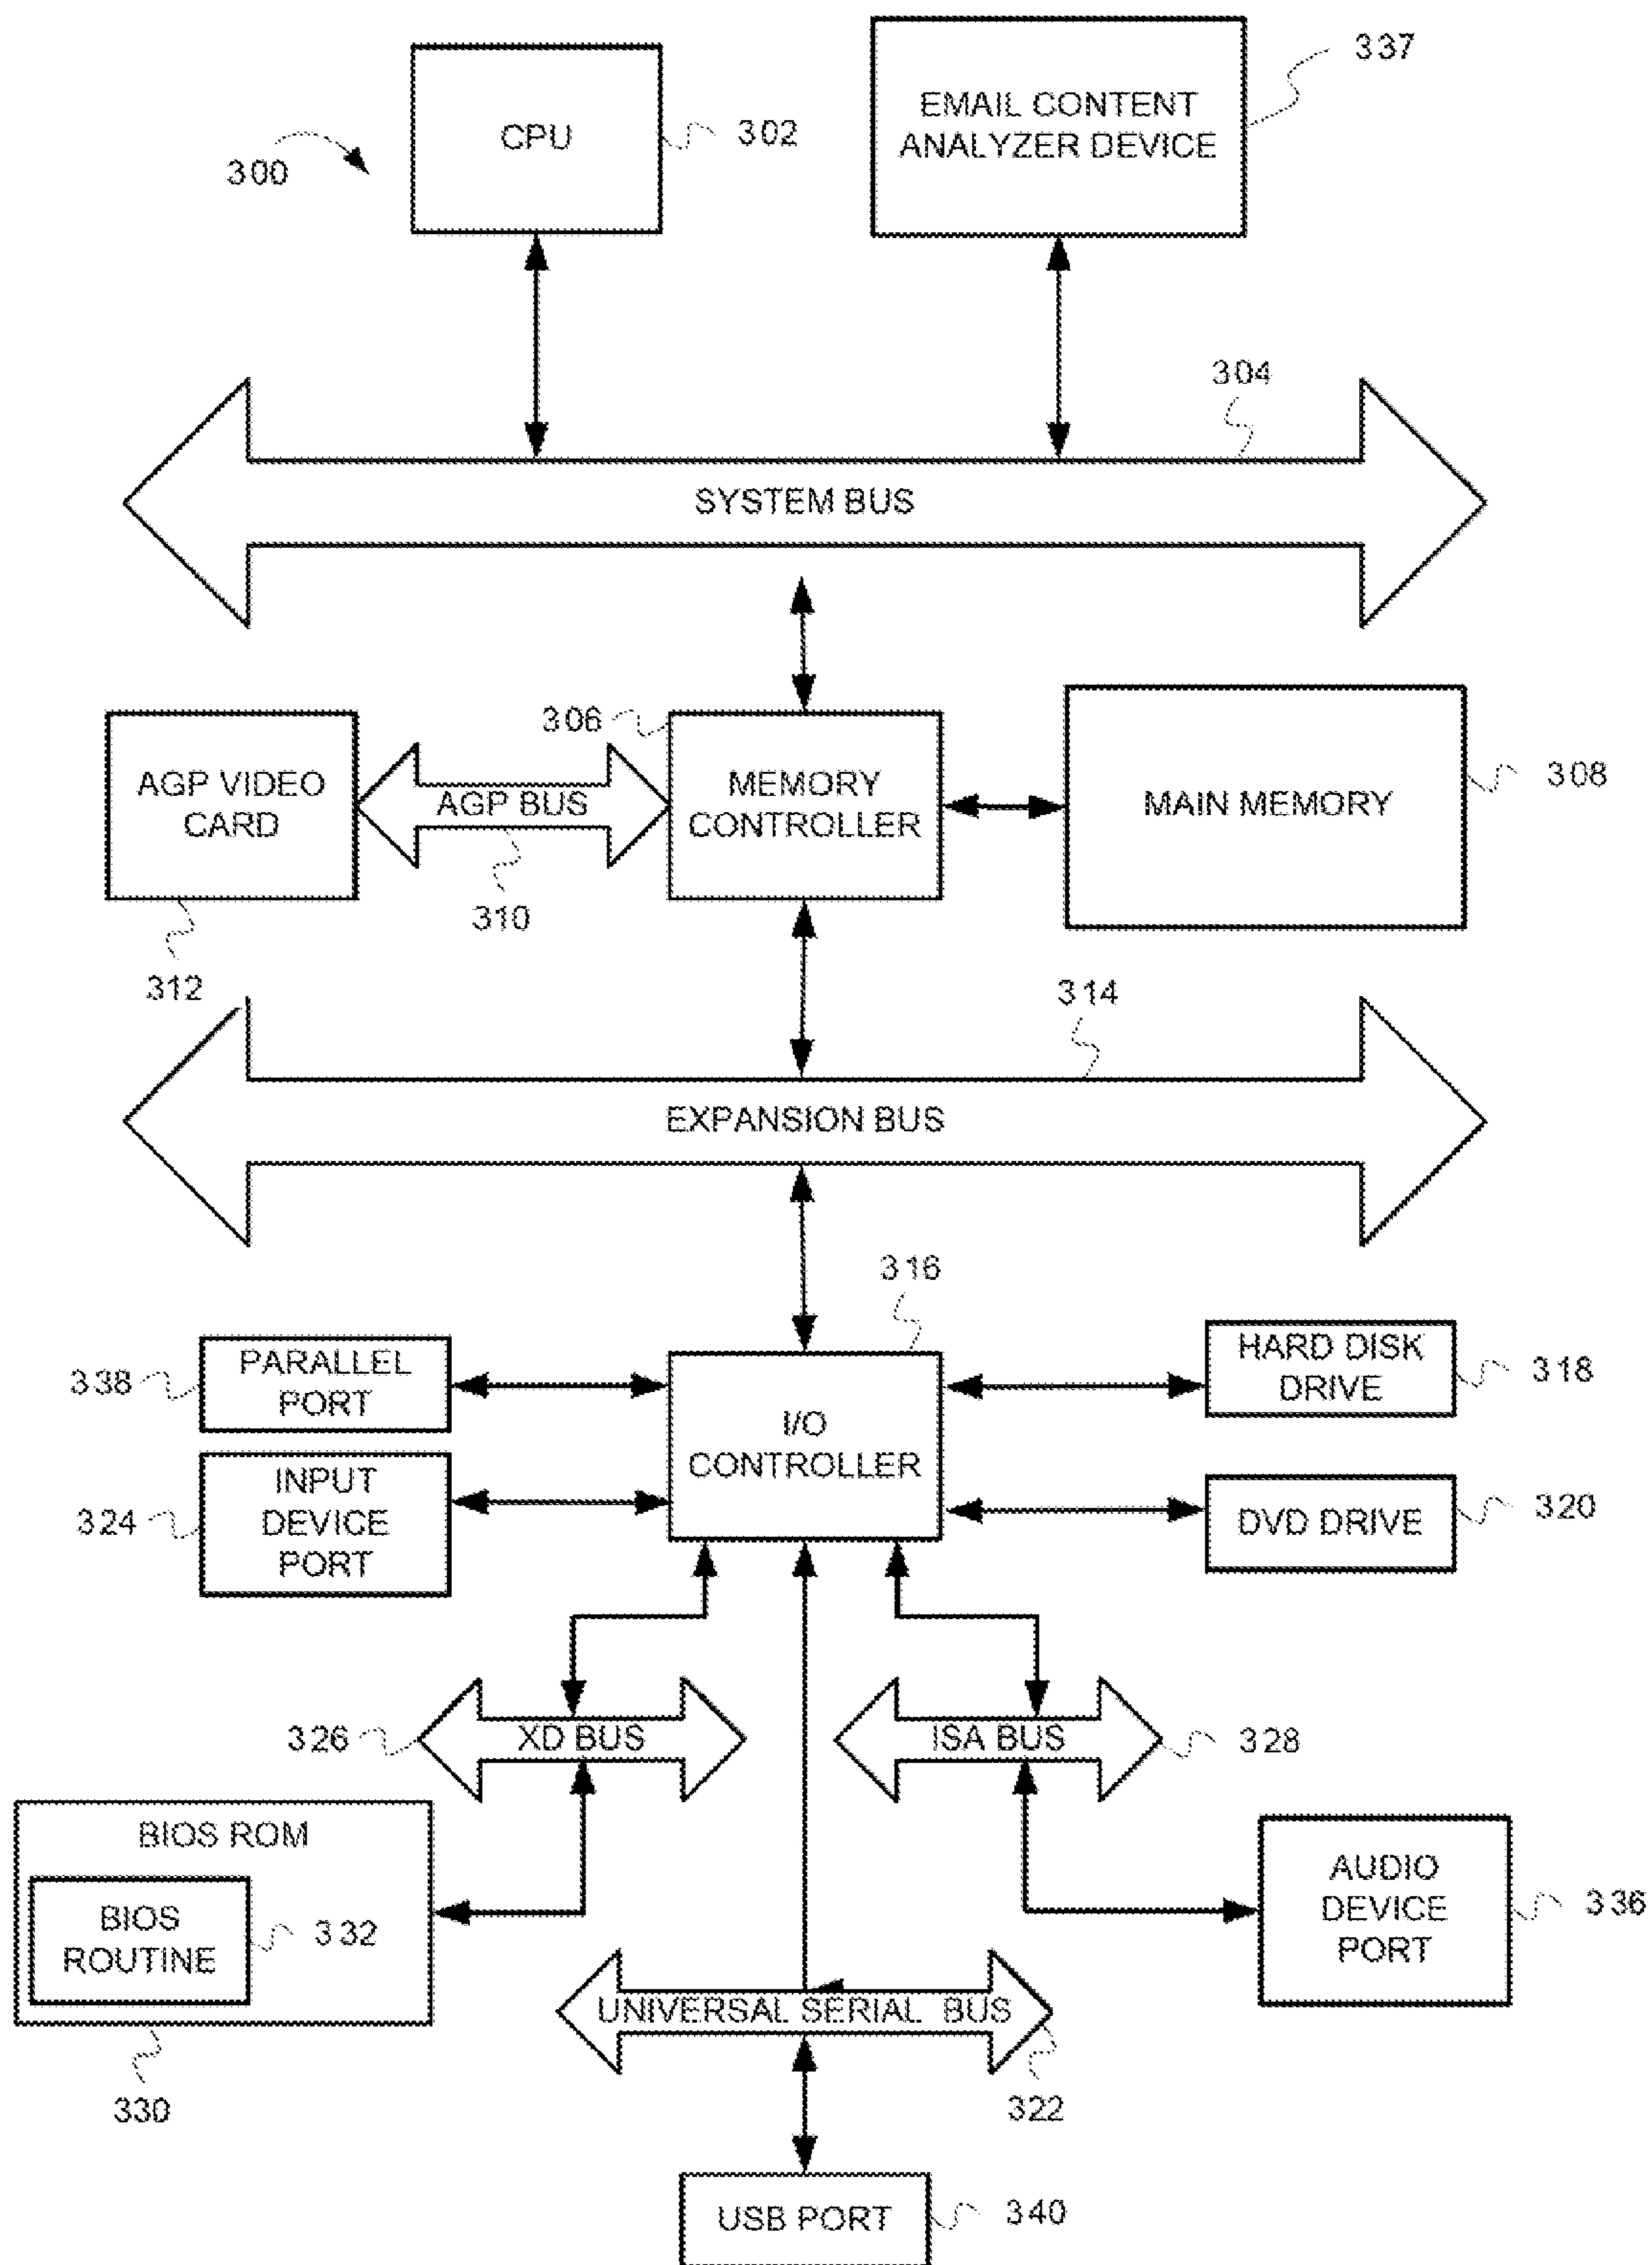 337
EMAIL CONTENT
ANALYZER DEVICE
CPU
302
300
304
SYSTEM BUS
306
AGP VIDEO
CARD
AGP BUS
MEMORY
CONTROLLER
MAIN MEMORY
308
310
312
314
EXPANSION BUS
316
338
PARALLEL
PORT
HARD DISK
DRIVE
318
I/O
CONTROLLER
324
INPUT
DEVICE
PORT
DVD DRIVE
320
326
XD BUS
ISA BUS
328
BIOS ROM
BIOS
ROUTINE
332
AUDIO
DEVICE
PORT
336
UNIVERSAL SERIAL BUS
330
322
USB PORT
340